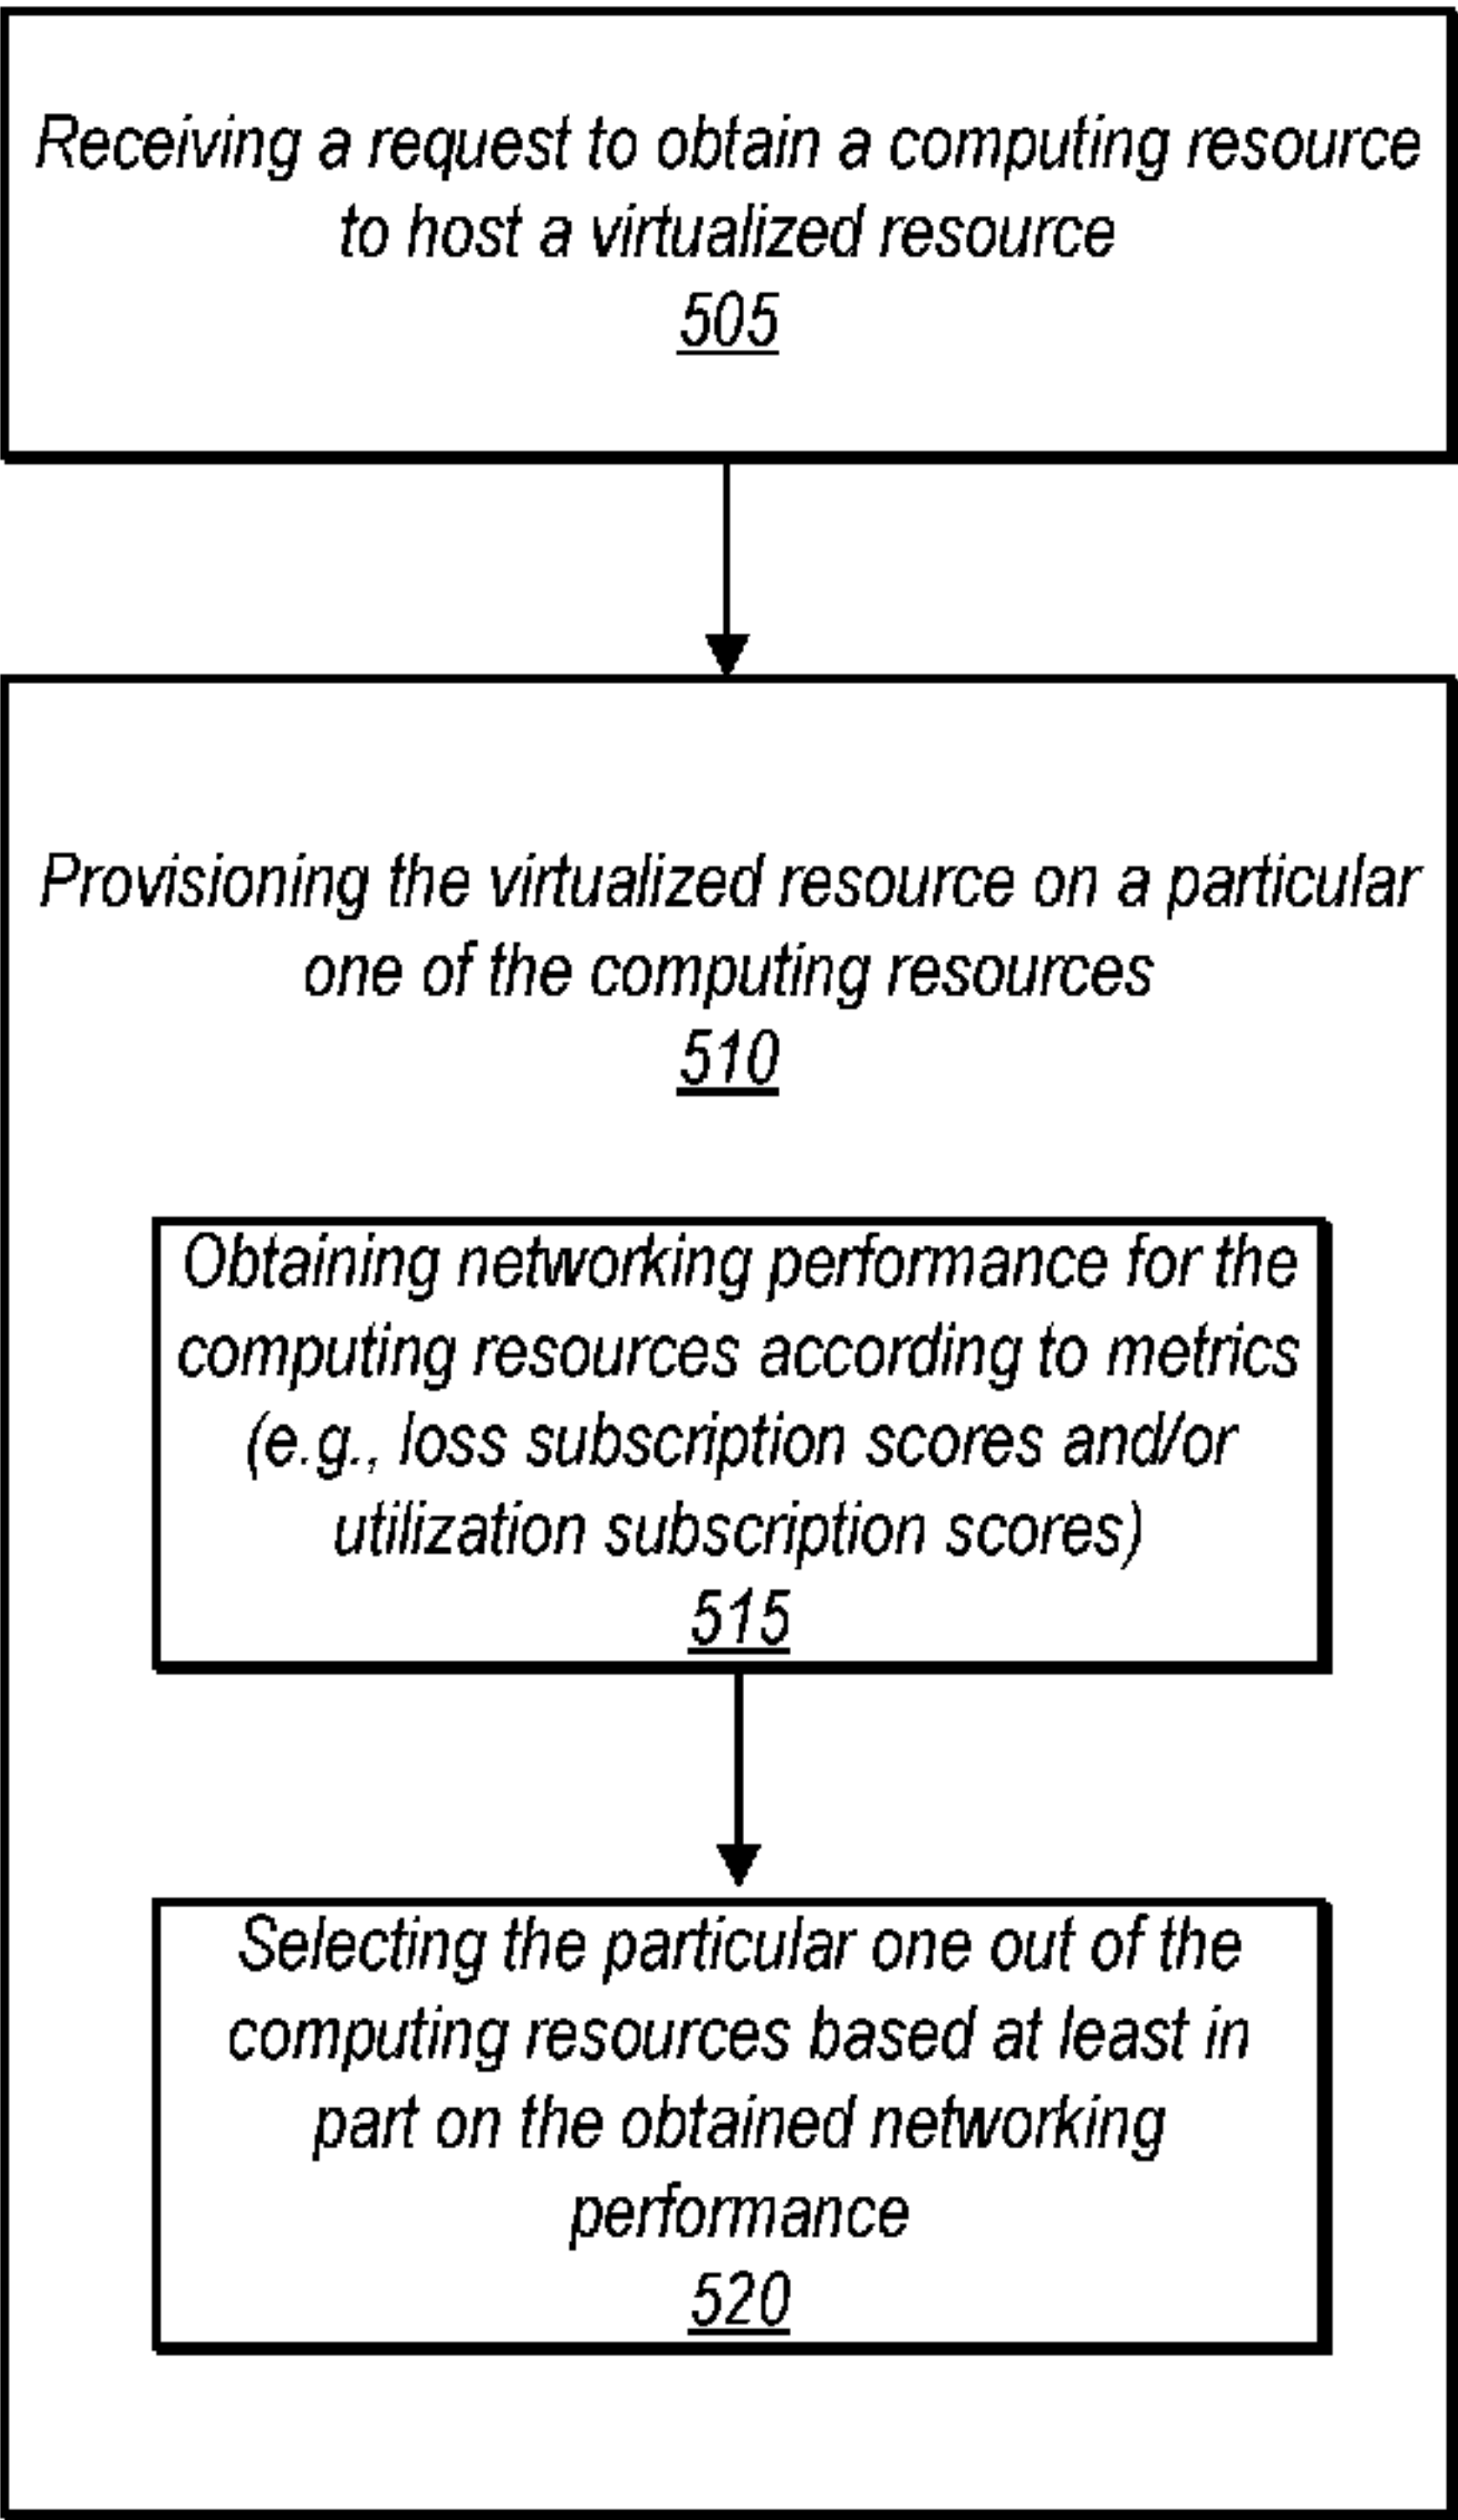 Receiving a request to obtain a computing resource
to host a virtualized resource
505
Provisioning the virtualized resource on a particular
one of the computing resources
510
Obtaining networking performance for the
computing resources according to metrics
(e.g., loss subscription scores and/or
utilization subscription scores)
515
Selecting the particular one out of the
computing resources based at least in
part on the obtained networking
performance
520